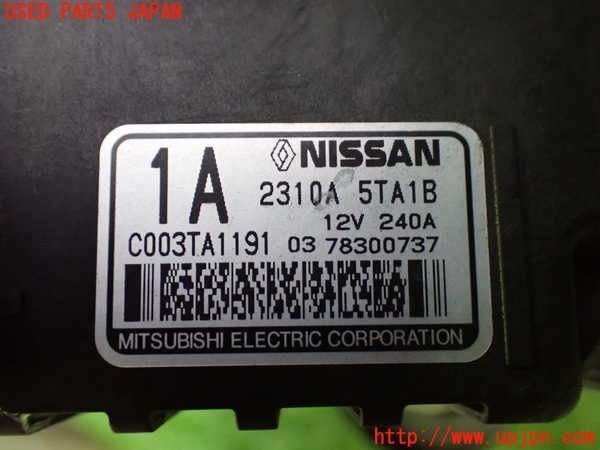 USED PARTS JAPAN
1A NISSAN
2310A 5TA1B
12V 240A
C003TA1191 03 78300737
MITSUBISHI ELECTRIC CORPORATION
http://www.upjpn.com/